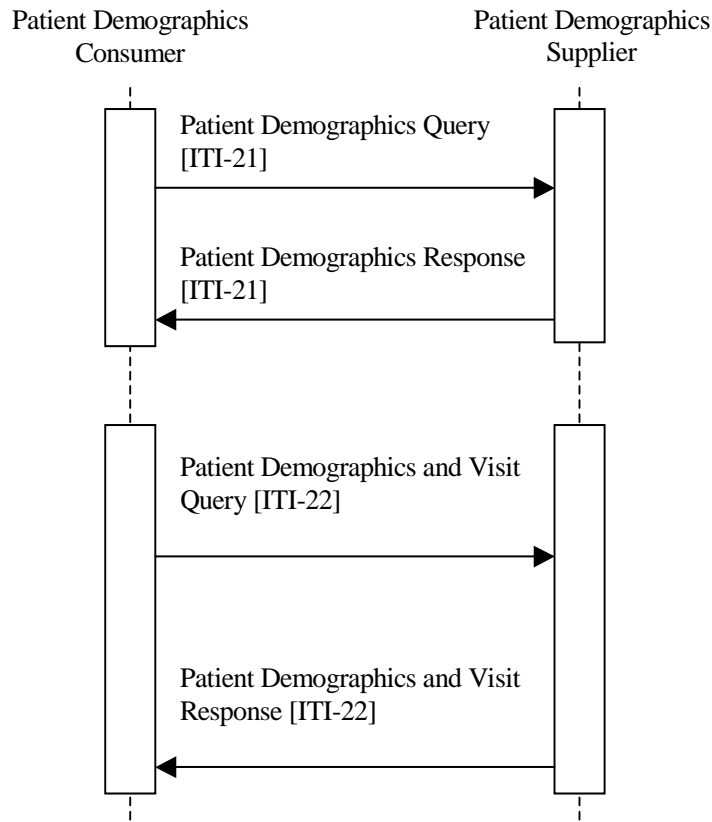 Patient Demographics
Consumer
Patient Demographics
Supplier
Patient Demographics Query
[ITI-21]
Patient Demographics Response
[ITI-21]
Patient Demographics and Visit
Query [ITI-22]
Patient Demographics and Visit
Response [ITI-22]